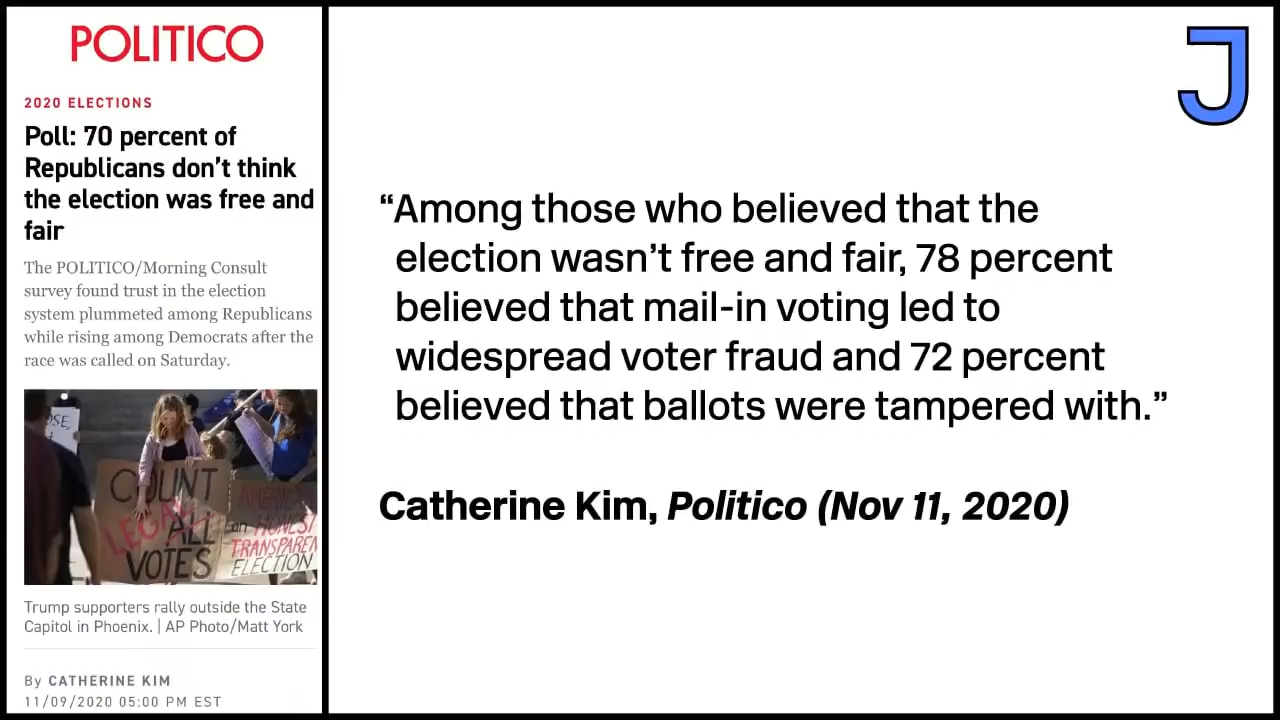 POLITICO
2020 ELECTIONS
Poll: 70 percent of
Republicans don’t think
the election was free and
fair
The POLITICO/Morning Consult
survey found trust in the election
system plummeted among Republicans
while rising among Democrats after the
race was called on Saturday.
COUNT
LEGAL
ALL
VOTES
an HONEST
ELECTION
Trump supporters rally outside the State
Capitol in Phoenix. | AP Photo/Matt York
By CATHERINE KIM
11/09/2020 05:00 PM EST
J
“Among those who believed that the
election wasn’t free and fair, 78 percent
believed that mail-in voting led to
widespread voter fraud and 72 percent
believed that ballots were tampered with.”
Catherine Kim, Politico (Nov 11, 2020)